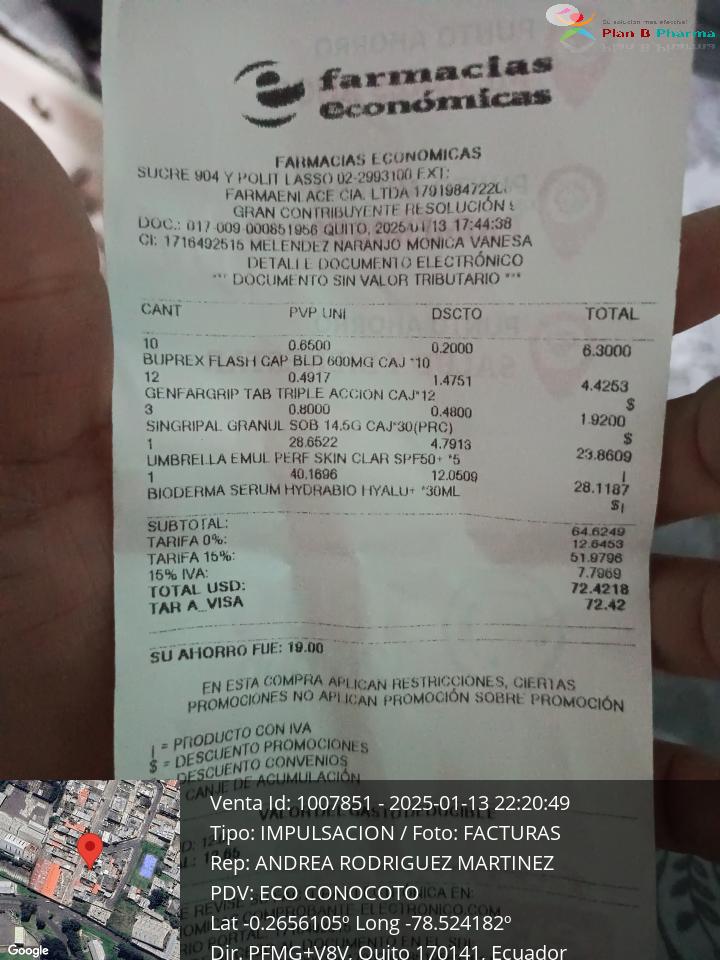 Su solución más efectiva!
Plan B Pharma
farmacias
económicas
FARMACIAS ECONOMICAS
SUCRE 904 Y POLIT LASSO 02-2993100 EXT:
FARMAENLACE CIA. LTDA 1791984722
GRAN CONTRIBUYENTE RESOLUCIÓN
DOC.: 017-009-000851956 QUITO, 2025/01/13 17:44:38
CI: 1716492515 MELENDEZ NARANJO MONICA VANESA
DETALLE DOCUMENTO ELECTRÓNICO
*** DOCUMENTO SIN VALOR TRIBUTARIO ***
CANT PVP UNI DSCTO TOTAL
10 0.6500 0.2000 6.3000
BUPREX FLASH CAP BLD 600MG CAJ *10
12 0.4917 1.4751 4.4253
GENFARGRIP TAB TRIPLE ACCION CAJ*12 $
3 0.8000 0.4800 1.9200
SINGRIPAL GRANUL SOB 14.5G CAJ*30(PRC) $
1 28.6522 4.7913 23.8609
UMBRELLA EMUL PERF SKIN CLAR SPF50+ *5 |
1 40.1696 12.0509 28.1187
BIODERMA SERUM HYDRABIO HYALU+ *30ML $|
SUBTOTAL: 64.6249
TARIFA 0%: 12.6453
TARIFA 15%: 51.9796
15% IVA: 7.7969
TOTAL USD: 72.4218
TAR A_VISA 72.42
SU AHORRO FUE: 19.00
EN ESTA COMPRA APLICAN RESTRICCIONES, CIERTAS
PROMOCIONES NO APLICAN PROMOCIÓN SOBRE PROMOCIÓN
| = PRODUCTO CON IVA
$ = DESCUENTO PROMOCIONES
DESCUENTO CONVENIOS
CANJE DE ACUMULACIÓN
VALOR DEL GASTO DEDUCIBLE
Venta Id: 1007851 - 2025-01-13 22:20:49
Tipo: IMPULSACION / Foto: FACTURAS
Rep: ANDREA RODRIGUEZ MARTINEZ
PDV: ECO CONOCOTO
Lat -0.2656105º Long -78.524182º
Dir. PFMG+V8V, Quito 170141, Ecuador
Google